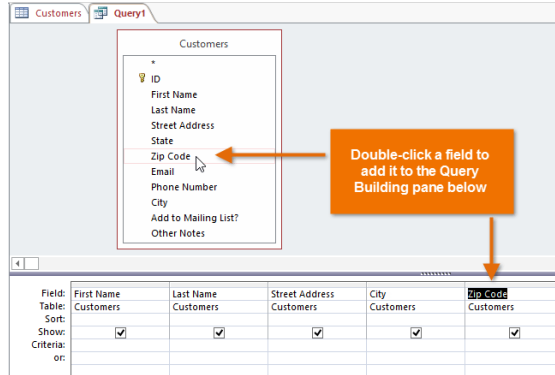 Customers Query1
Customers
*
ID
First Name
Last Name
Street Address
State
Zip Code
Email
Phone Number
City
Add to Mailing List?
Other Notes
Double-click a field to
add it to the Query
Building pane below
Field: First Name Last Name Street Address City Zip Code
Table: Customers Customers Customers Customers Customers
Sort:
Show:
Criteria:
or: